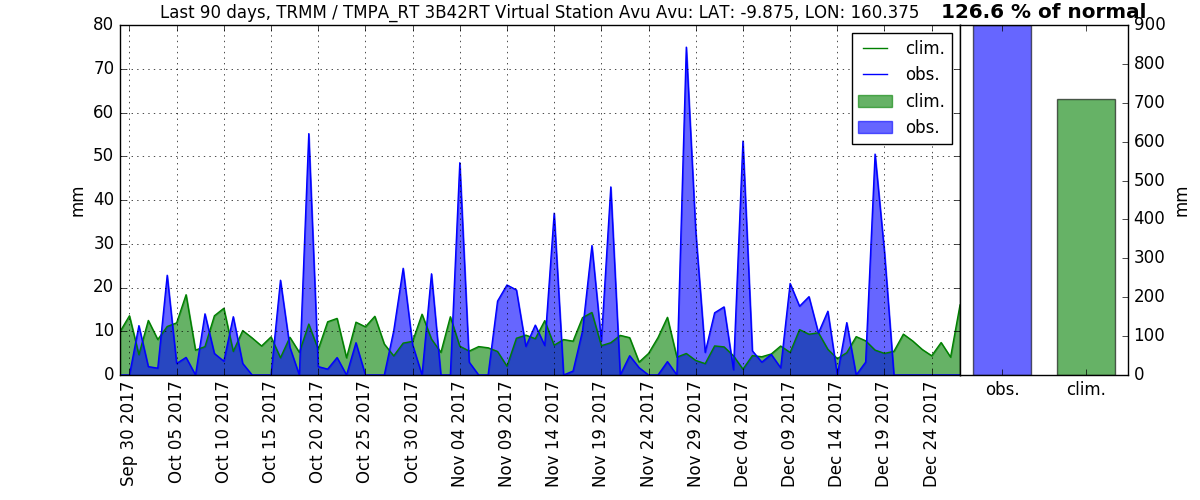 Last 90 days, TRMM / TMPA_RT 3B42RT Virtual Station Avu Avu: LAT: -9.875, LON: 160.375
126.6 % of normal
80
70
60
50
40
30
20
10
0
mm
clim.
obs.
clim.
obs.
900
800
700
600
500
400
300
200
100
0
mm
obs.
clim.
Sep 30 2017
Oct 05 2017
Oct 10 2017
Oct 15 2017
Oct 20 2017
Oct 25 2017
Oct 30 2017
Nov 04 2017
Nov 09 2017
Nov 14 2017
Nov 19 2017
Nov 24 2017
Nov 29 2017
Dec 04 2017
Dec 09 2017
Dec 14 2017
Dec 19 2017
Dec 24 2017